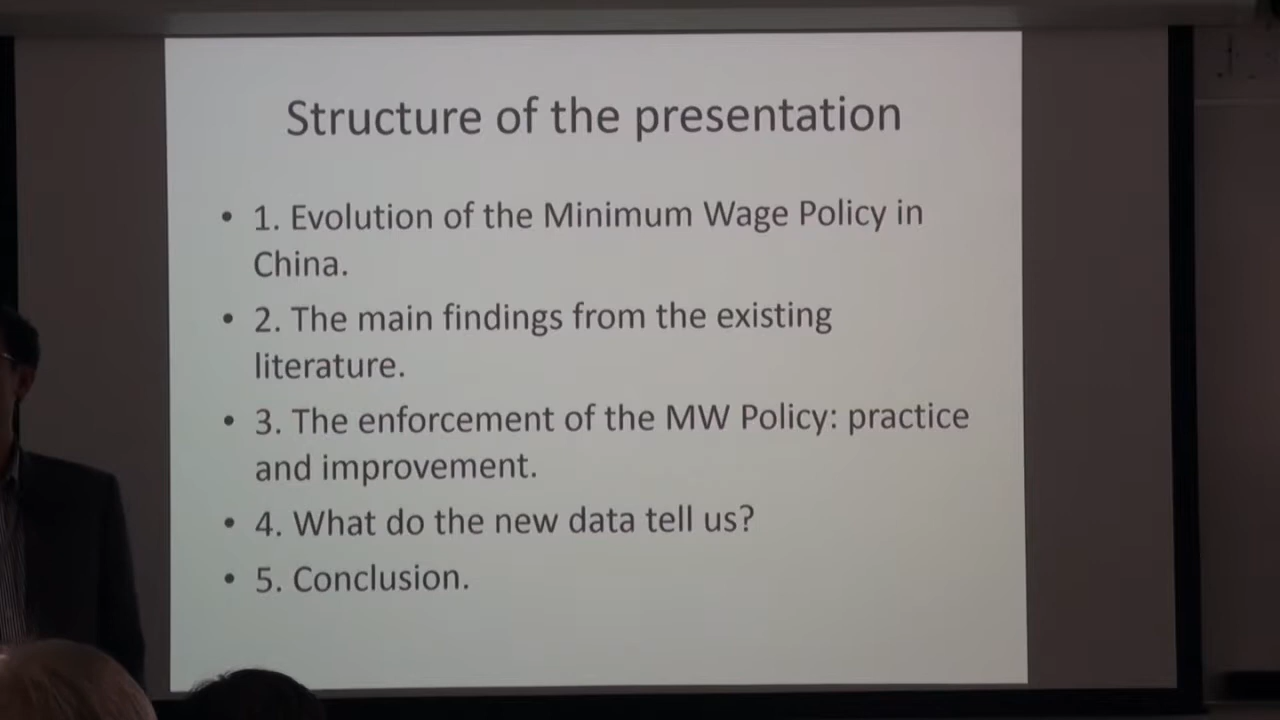 Structure of the presentation
• 1. Evolution of the Minimum Wage Policy in
China.
• 2. The main findings from the existing
literature.
• 3. The enforcement of the MW Policy: practice
and improvement.
• 4. What do the new data tell us?
• 5. Conclusion.